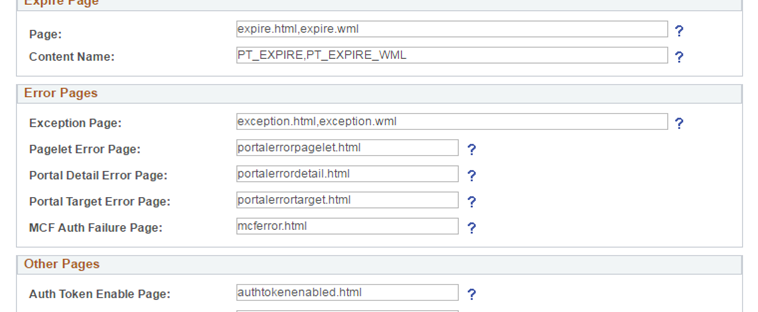 Expire Page
Page: expire.html,expire.wml ?
Content Name: PT_EXPIRE,PT_EXPIRE_WML ?
Error Pages
Exception Page: exception.html,exception.wml ?
Pagelet Error Page: portalerrorpagelet.html ?
Portal Detail Error Page: portalerrordetail.html ?
Portal Target Error Page: portalerrortarget.html ?
MCF Auth Failure Page: mcferror.html ?
Other Pages
Auth Token Enable Page: authtokenenabled.html ?